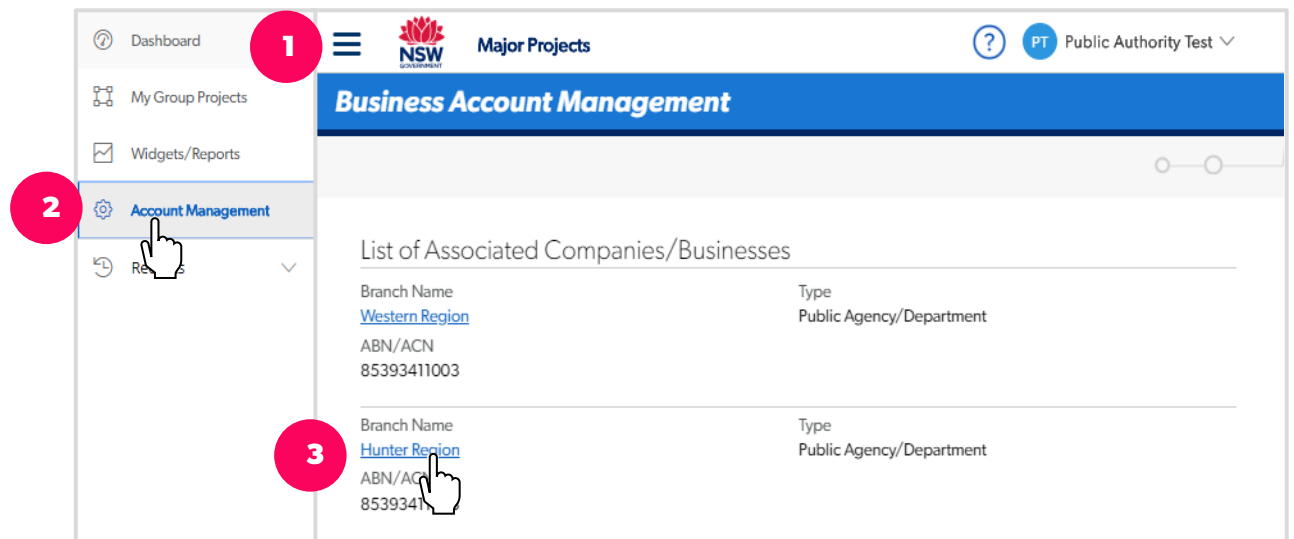 Dashboard
My Group Projects
Widgets/Reports
Account Management
1
2
3
NSW
GOVERNMENT
Major Projects
?
PT
Public Authority Test
Business Account Management
List of Associated Companies/Businesses
Branch Name
Type
Western Region
Public Agency/Department
ABN/ACN
85393411003
Branch Name
Type
Hunter Region
Public Agency/Department